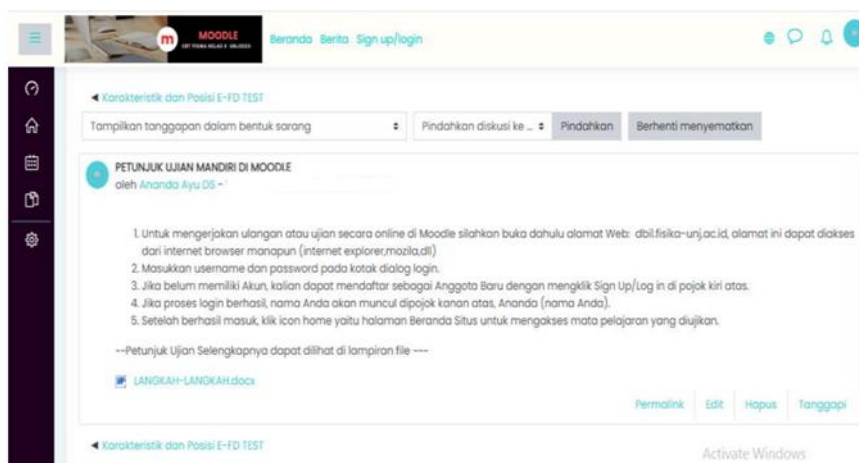 m MOODLE
Beranda Berita Sign up/login
Karakteristik dan Posisi E-FD TEST
Tampilkan tanggapan dalam bentuk sarang
Pindahkan diskusi ke ...
Pindahkan
Berhenti menyematkan
PETUNJUK UJIAN MANDIRI DI MOODLE
oleh Ananda Ayu DS -
1. Untuk mengerjakan ulangan atau ujian secara online di Moodle silahkan buka dahulu alamat Web: dbil.fisika-unj.ac.id, alamat ini dapat diakses
dari internet browser manapun (internet explorer,mozila,dll)
2. Masukkan username dan password pada kotak dialog login.
3. Jika belum memiliki Akun, kalian dapat mendaftar sebagai Anggota Baru dengan mengklik Sign Up/Log in di pojok kiri atas.
4. Jika proses login berhasil, nama Anda akan muncul dipojok kanan atas, Ananda (nama Anda).
5. Setelah berhasil masuk, klik icon home yaitu halaman Beranda Situs untuk mengakses mata pelajaran yang diujikan.
~~Petunjuk Ujian Selengkapnya dapat dilihat di lampiran file ~~~
LANGKAH-LANGKAH.docx
Permalink Edit Hapus Tanggapi
Karakteristik dan Posisi E-FD TEST
Activate Windows